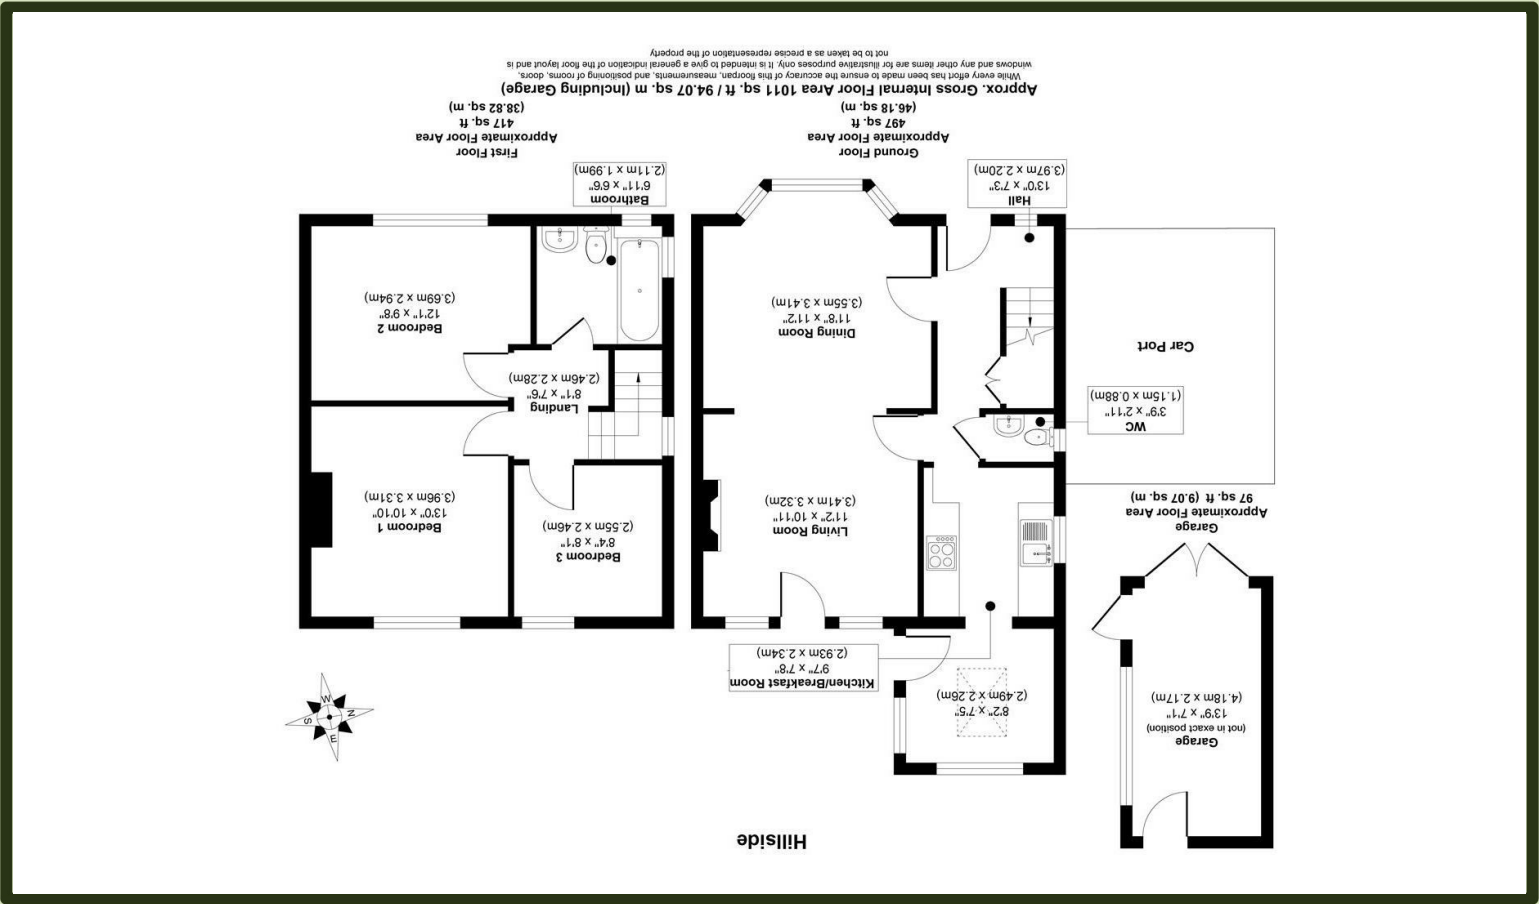 Hillside
Garage
(not in exact position)
13'9" x 7'1"
(4.18m x 2.17m)
8'2" x 7'5"
(2.49m x 2.26m)
Kitchen/Breakfast Room
9'7" x 7'8"
(2.93m x 2.34m)
E
S
N
W
Garage
Approximate Floor Area
97 sq. ft (9.07 sq. m)
Living Room
11'2" x 10'11"
(3.41m x 3.32m)
Bedroom 3
8'4" x 8'1"
(2.55m x 2.46m)
Bedroom 1
13'0" x 10'10"
(3.96m x 3.31m)
WC
3'9" x 2'11"
(1.15m x 0.88m)
Landing
8'1" x 7'6"
(2.46m x 2.28m)
Car Port
Dining Room
11'8" x 11'2"
(3.55m x 3.41m)
Bedroom 2
12'1" x 9'8"
(3.69m x 2.94m)
Hall
13'0" x 7'3"
(3.97m x 2.20m)
Bathroom
6'11" x 6'6"
(2.11m x 1.99m)
Ground Floor
Approximate Floor Area
497 sq. ft
(46.18 sq. m)
First Floor
Approximate Floor Area
417 sq. ft
(38.82 sq. m)
Approx. Gross Internal Floor Area 1011 sq. ft / 94.07 sq. m (Including Garage)
While every effort has been made to ensure the accuracy of this floorpan, measurements, and positioning of rooms, doors,
windows and any other items are for illustrative purposes only. It is intended to give a general indication of the floor layout and is
not to be taken as a precise representation of the property